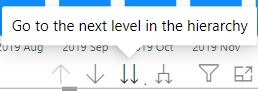 Go to the next level in the hierarchy
2019 Aug 2019 Sep 2019 Oct 2019 Nov